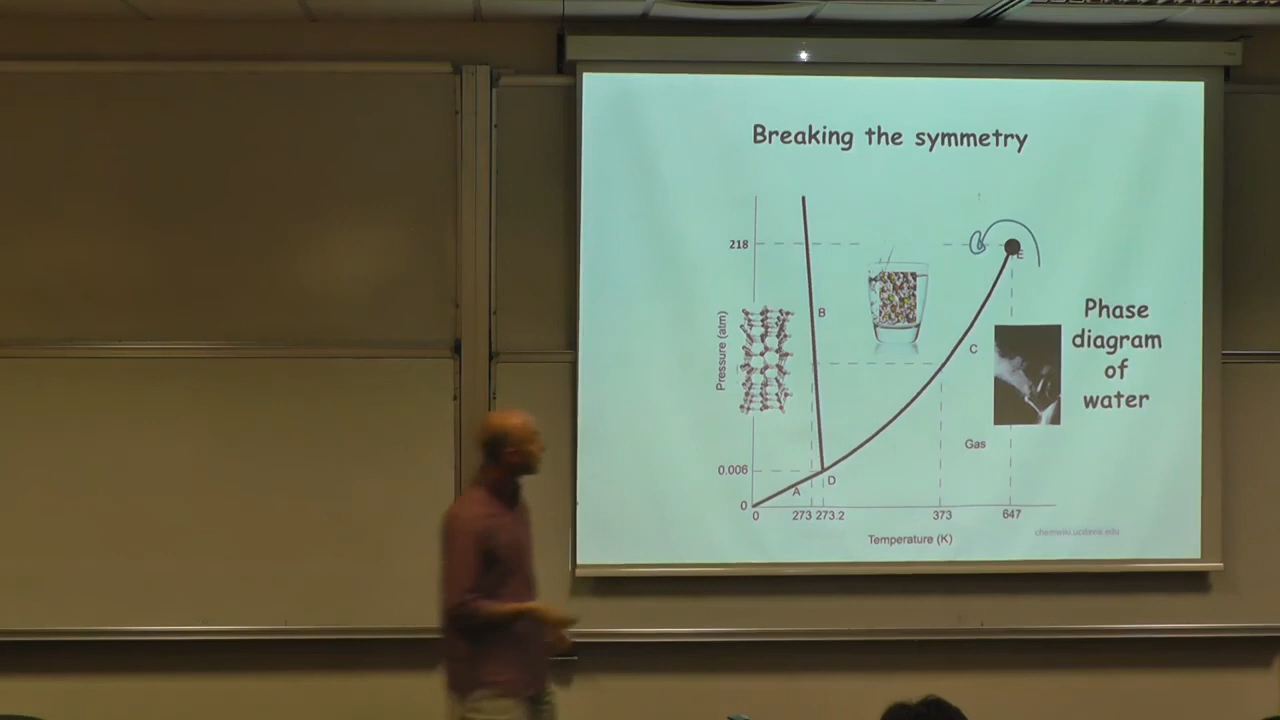 Breaking the symmetry
218
E
Pressure (atm)
B
C
Phase
diagram
of
water
Gas
0.006
D
A
0
0
273 273.2
373
647
Temperature (K)